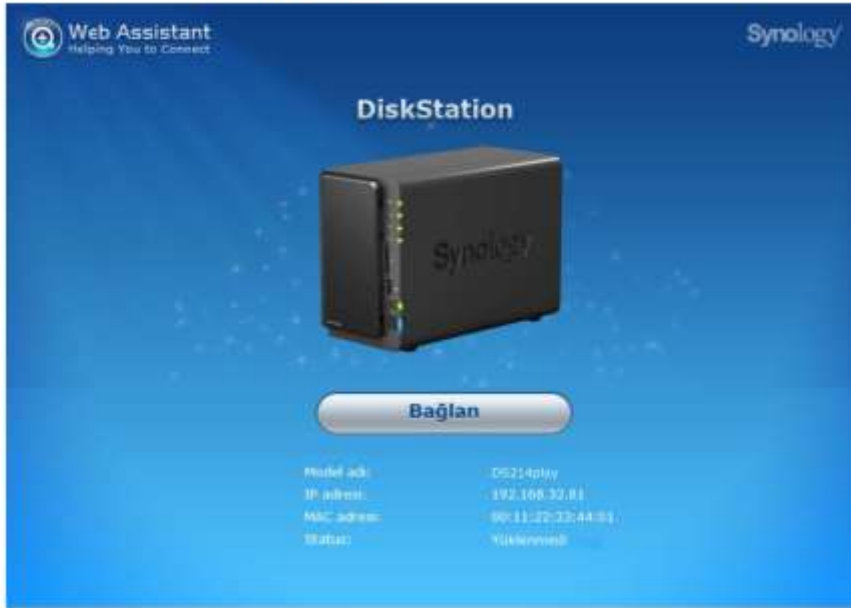 Web Assistant
Helping You to Connect
Synology
DiskStation
Synology
Bağlan
Model adı: DS214play
IP adresi: 192.168.32.81
MAC adresi: 00:11:22:33:44:01
Status: Yüklenmedi